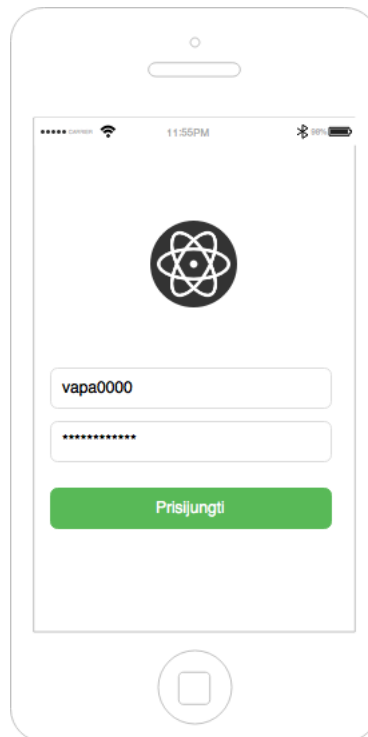 CARRIER 11:55PM 98%
vapa0000
************
Prisijungti